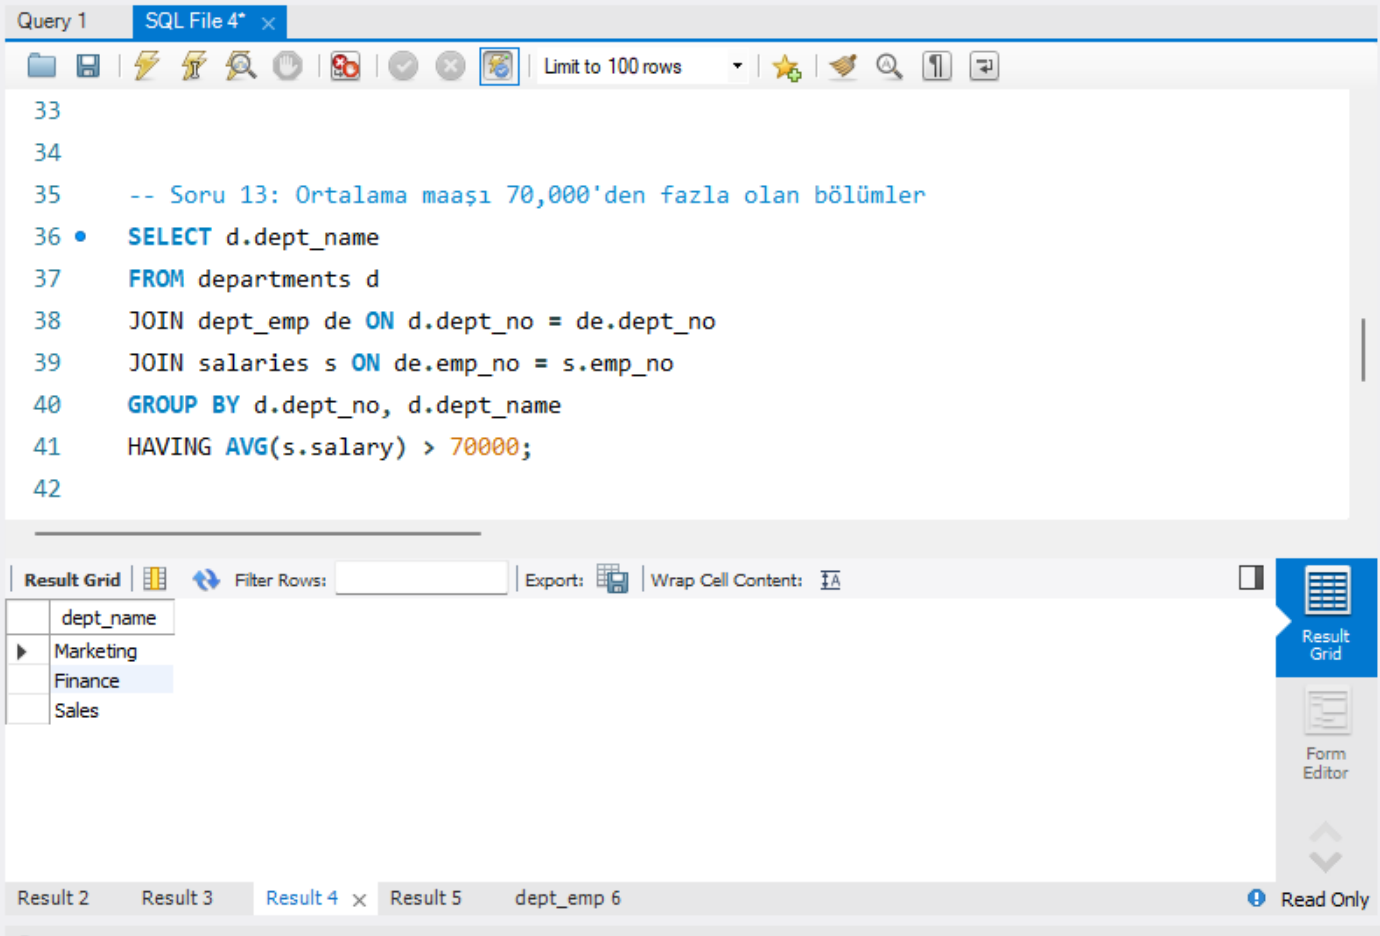 Query 1
SQL File 4*
Limit to 100 rows
33
34
35 -- Soru 13: Ortalama maaşı 70,000'den fazla olan bölümler
36 SELECT d.dept_name
37 FROM departments d
38 JOIN dept_emp de ON d.dept_no = de.dept_no
39 JOIN salaries s ON de.emp_no = s.emp_no
40 GROUP BY d.dept_no, d.dept_name
41 HAVING AVG(s.salary) > 70000;
42
Result Grid Filter Rows: Export: Wrap Cell Content:
dept_name
Marketing
Finance
Sales
Result
Grid
Form
Editor
Result 2 Result 3 Result 4 Result 5 dept_emp 6 Read Only